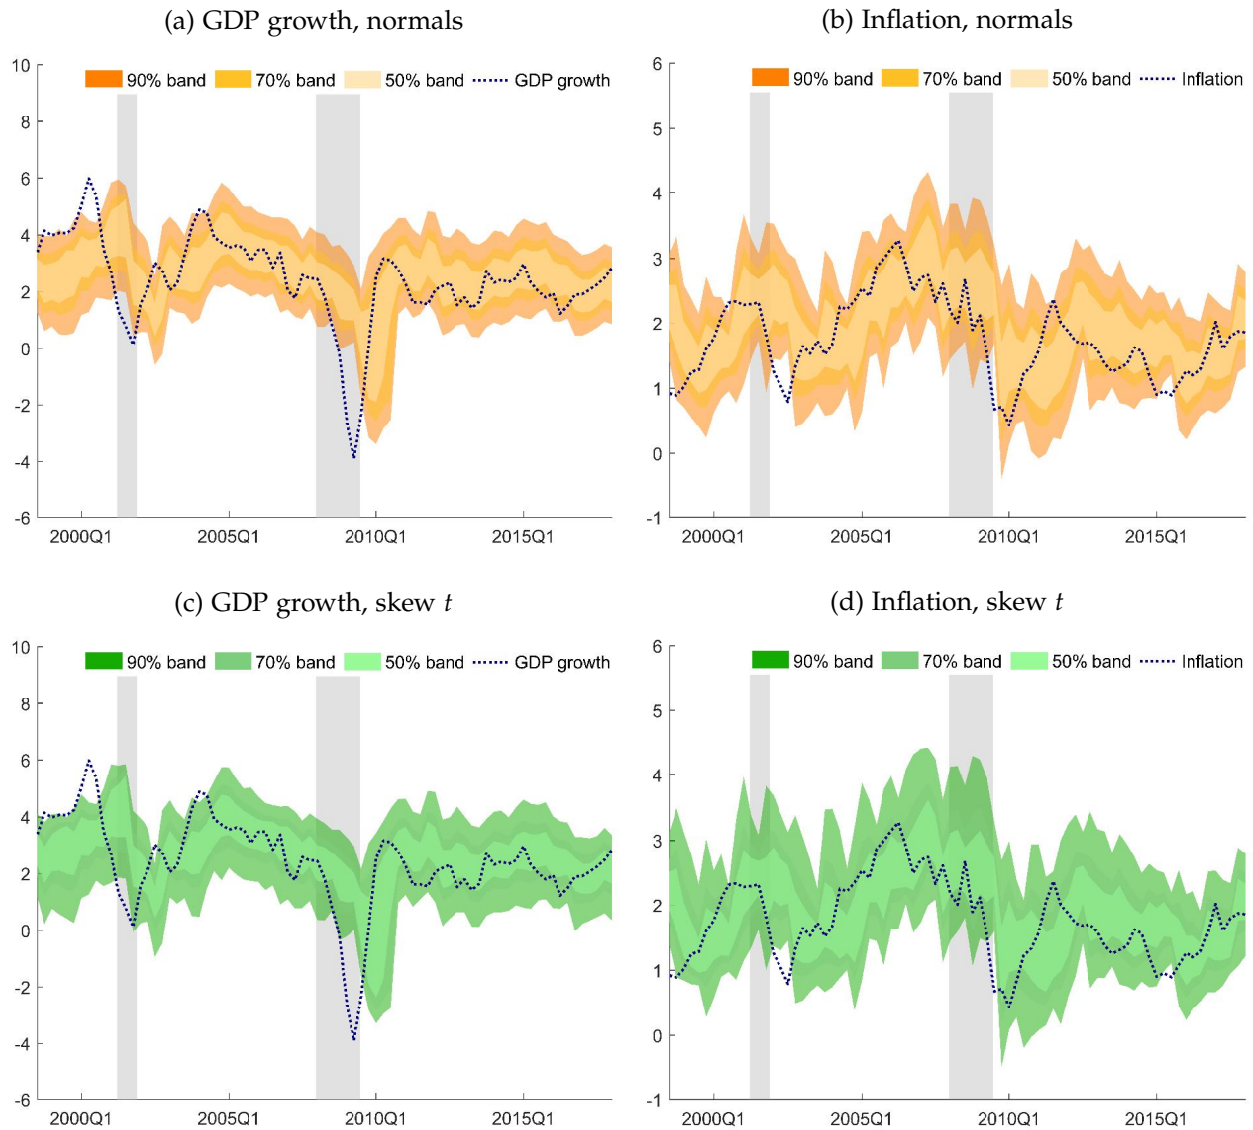 (a) GDP growth, normals
90% band 70% band 50% band GDP growth
10
8
6
4
2
0
-2
-4
-6
2000Q1 2005Q1 2010Q1 2015Q1
(b) Inflation, normals
90% band 70% band 50% band Inflation
6
5
4
3
2
1
0
-1
2000Q1 2005Q1 2010Q1 2015Q1
(c) GDP growth, skew t
90% band 70% band 50% band GDP growth
10
8
6
4
2
0
-2
-4
-6
2000Q1 2005Q1 2010Q1 2015Q1
(d) Inflation, skew t
90% band 70% band 50% band Inflation
6
5
4
3
2
1
0
-1
2000Q1 2005Q1 2010Q1 2015Q1